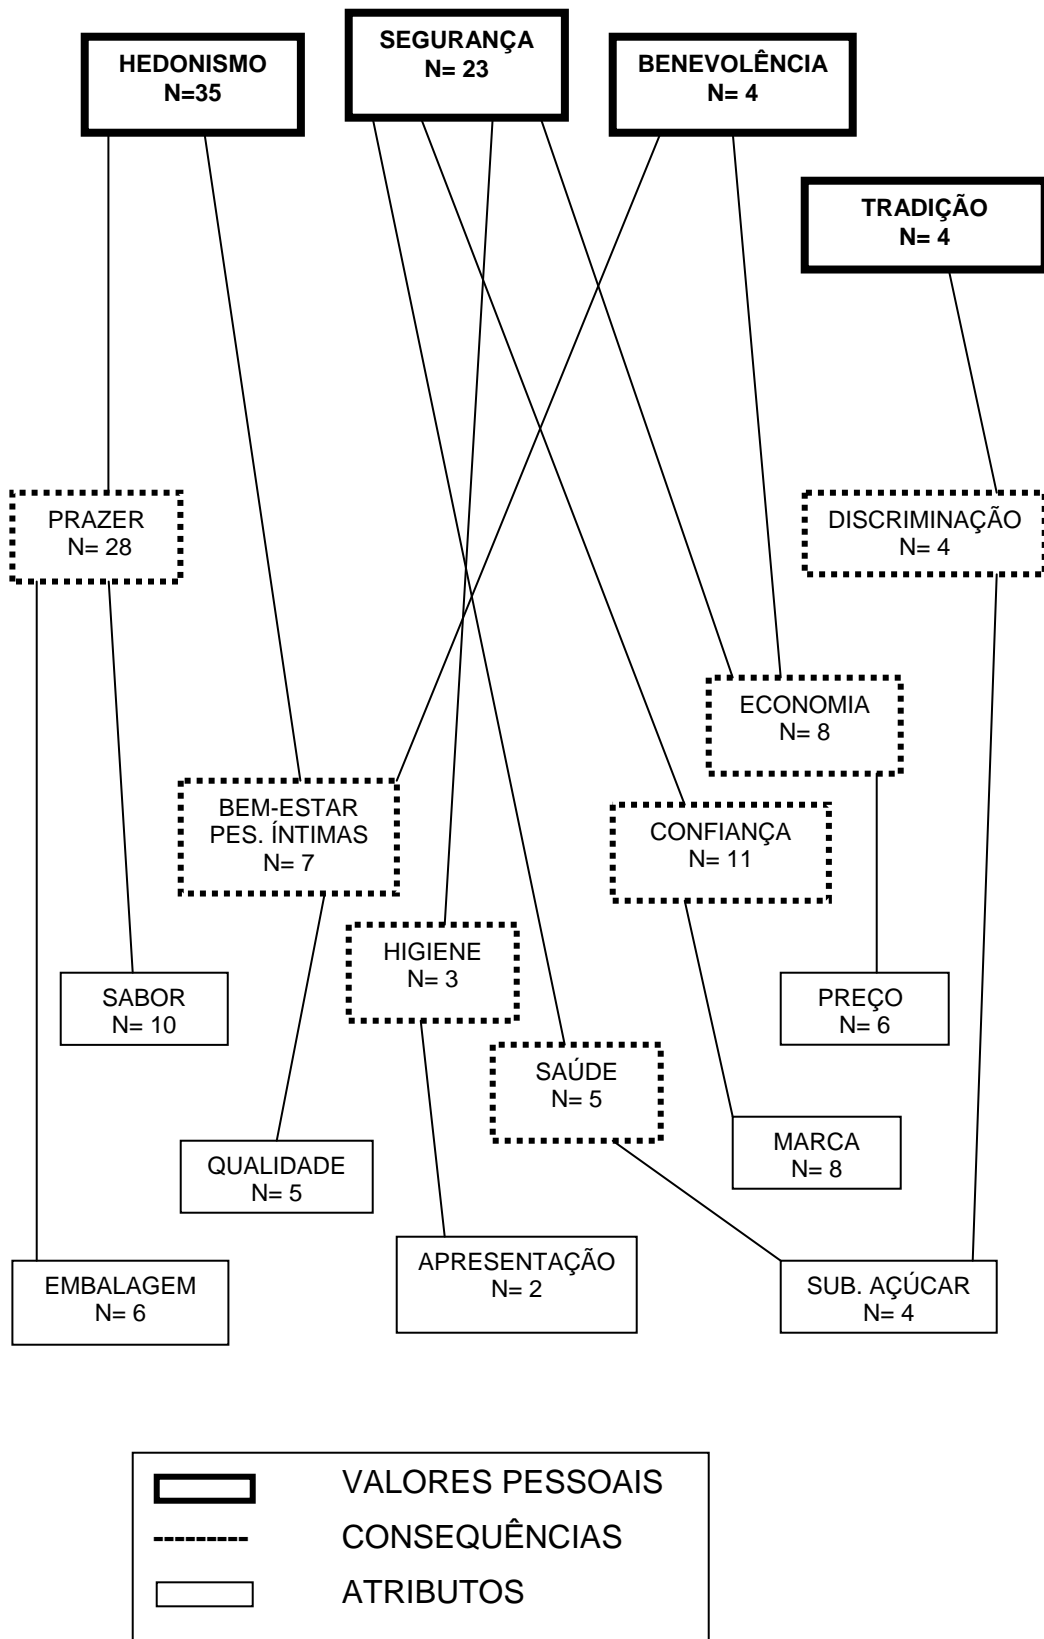 HEDONISMO
N=35
SEGURANÇA
N= 23
BENEVOLÊNCIA
N= 4
TRADIÇÃO
N= 4
PRAZER
N= 28
DISCRIMINAÇÃO
N= 4
ECONOMIA
N= 8
BEM-ESTAR
PES. ÍNTIMAS
N= 7
CONFIANÇA
N= 11
HIGIENE
N= 3
SABOR
N= 10
PREÇO
N= 6
SAÚDE
N= 5
MARCA
N= 8
QUALIDADE
N= 5
APRESENTAÇÃO
N= 2
EMBALAGEM
N= 6
SUB. AÇÚCAR
N= 4
VALORES PESSOAIS
CONSEQUÊNCIAS
ATRIBUTOS